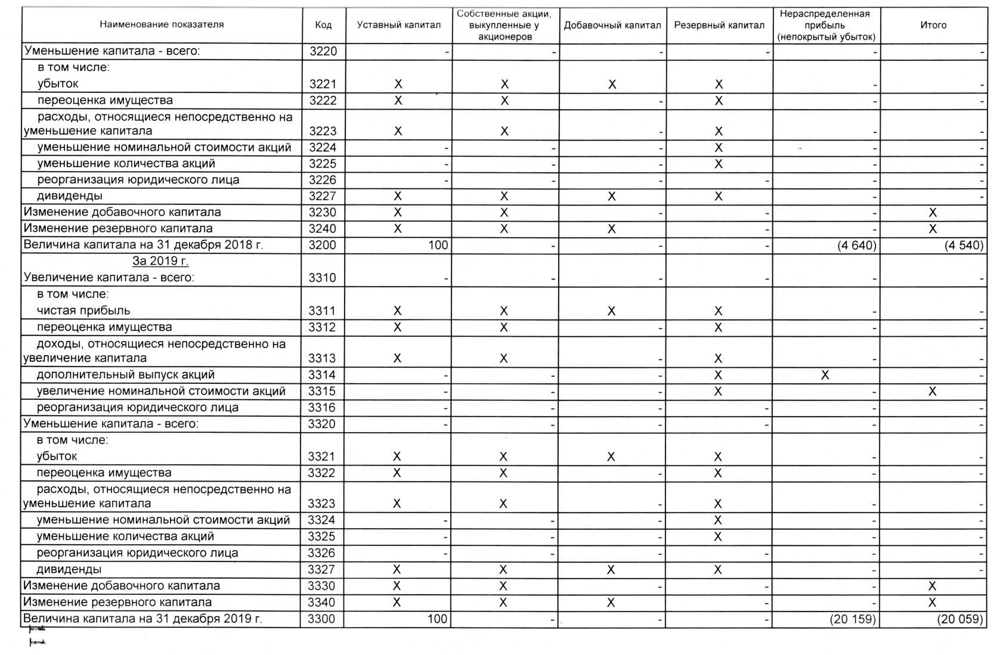 Наименование показателя Код Уставный капитал Собственные акции, выкупленные у акционеров Добавочный капитал Резервный капитал Нераспределенная прибыль (непокрытый убыток) Итого
Уменьшение капитала - всего: 3220 - - - - - -
в том числе:
убыток 3221 X X X X - -
переоценка имущества 3222 X X - X - -
расходы, относящиеся непосредственно на
уменьшение капитала 3223 X X - X - -
уменьшение номинальной стоимости акций 3224 - - - X - -
уменьшение количества акций 3225 - - - X - -
реорганизация юридического лица 3226 - - - - - -
дивиденды 3227 X X X X - -
Изменение добавочного капитала 3230 X X - - - X
Изменение резервного капитала 3240 X X X - - X
Величина капитала на 31 декабря 2018 г. 3200 100 - - - (4 640) (4 540)
За 2019 г.
Увеличение капитала - всего: 3310 - - - - - -
в том числе:
чистая прибыль 3311 X X X X - -
переоценка имущества 3312 X X - X - -
доходы, относящиеся непосредственно на
увеличение капитала 3313 X X - X - -
дополнительный выпуск акций 3314 - - - X X -
увеличение номинальной стоимости акций 3315 - - - X - X
реорганизация юридического лица 3316 - - - - - -
Уменьшение капитала - всего: 3320 - - - - - -
в том числе:
убыток 3321 X X X X - -
переоценка имущества 3322 X X - X - -
расходы, относящиеся непосредственно на
уменьшение капитала 3323 X X - X - -
уменьшение номинальной стоимости акций 3324 - - - X - -
уменьшение количества акций 3325 - - - X - -
реорганизация юридического лица 3326 - - - - - -
дивиденды 3327 X X X X - -
Изменение добавочного капитала 3330 X X - - - X
Изменение резервного капитала 3340 X X X - - X
Величина капитала на 31 декабря 2019 г. 3300 100 - - - (20 159) (20 059)